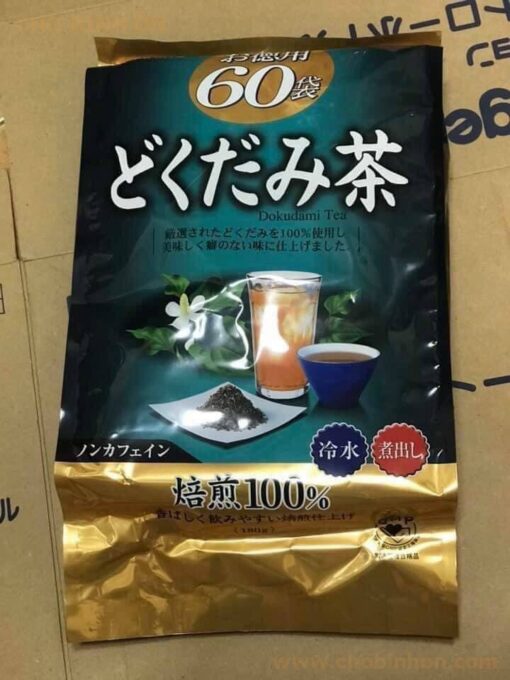 お徳用
60袋
どくだみ茶
Dokudami Tea
厳選されたどくだみを100%使用し
美味しく癖のない味に仕上げました。
ノンカフェイン
冷水
煮出し
焙煎100%
香ばしく飲みやすい焙煎仕上げ
(180g)
GMP
www.chobinhon.com